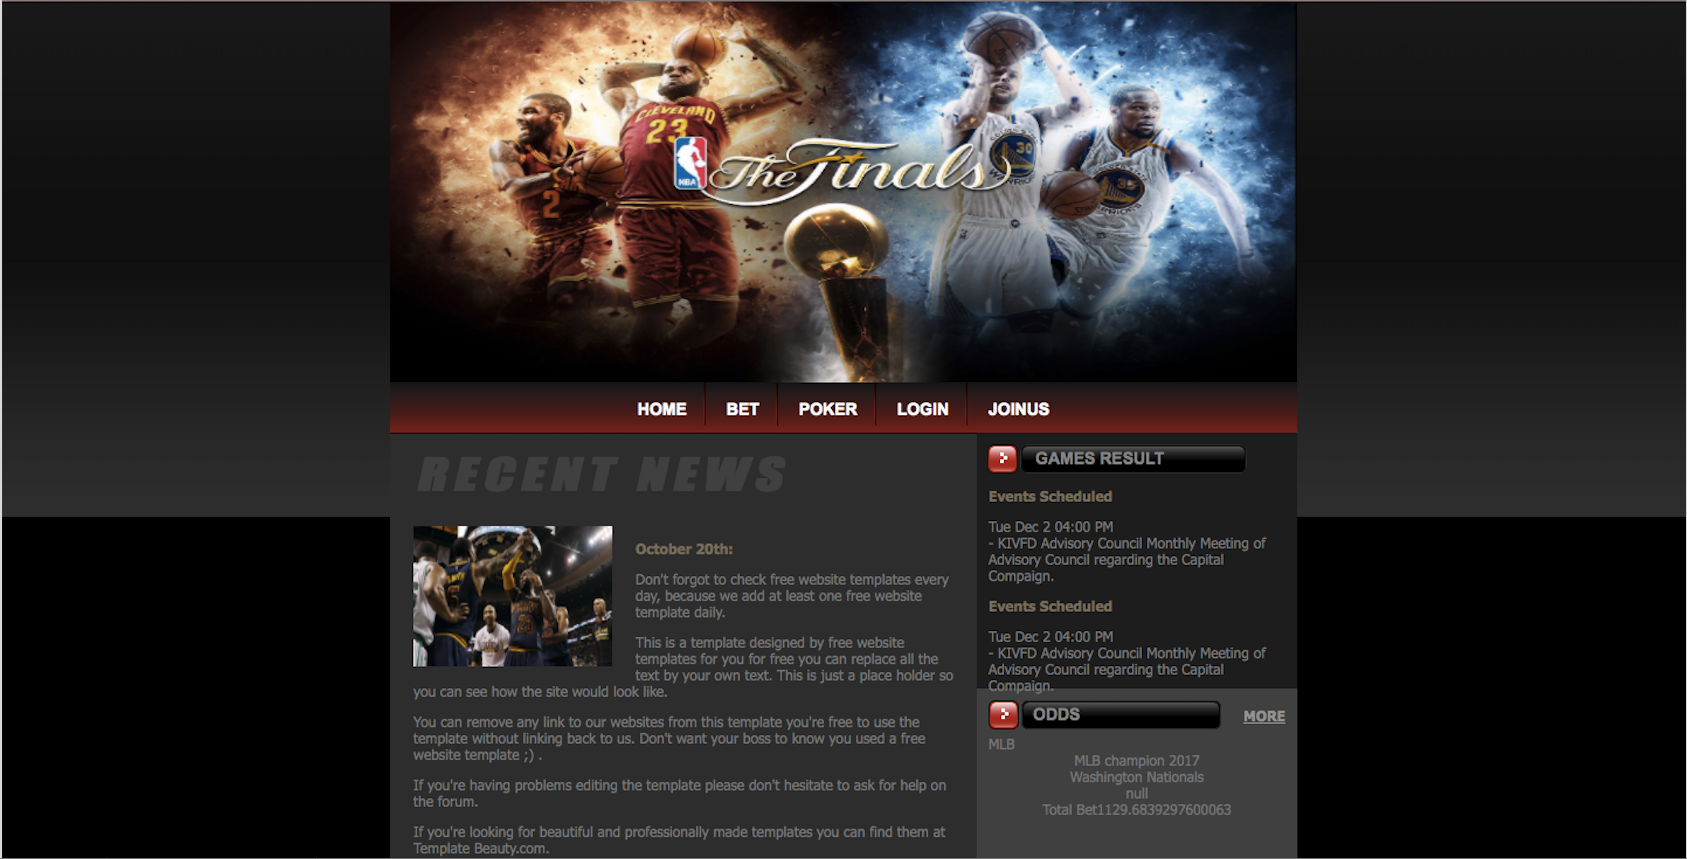 CLEVELAND
23
2
30
35
NBA
The Finals
HOME BET POKER LOGIN JOINUS
RECENT NEWS
October 20th:
Don't forgot to check free website templates every
day, because we add at least one free website
template daily.
This is a template designed by free website
templates for you for free you can replace all the
text by your own text. This is just a place holder so
you can see how the site would look like.
You can remove any link to our websites from this template you're free to use the
template without linking back to us. Don't want your boss to know you used a free
website template ;) .
If you're having problems editing the template please don't hesitate to ask for help on
the forum.
If you're looking for beautiful and professionally made templates you can find them at
Template Beauty.com.
GAMES RESULT
Events Scheduled
Tue Dec 2 04:00 PM
- KIVFD Advisory Council Monthly Meeting of
Advisory Council regarding the Capital
Compaign.
Events Scheduled
Tue Dec 2 04:00 PM
- KIVFD Advisory Council Monthly Meeting of
Advisory Council regarding the Capital
Compaign.
ODDS MORE
MLB
MLB champion 2017
Washington Nationals
null
Total Bet1129.6839297600063